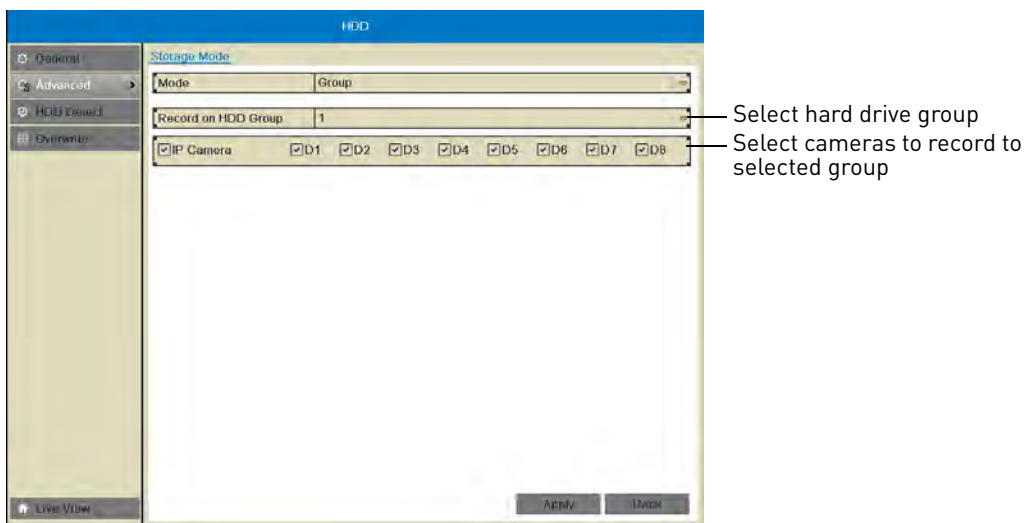 HDD
General
Storage Mode
Advanced
Mode
Group
HDD Detect
Record on HDD Group
1
Select hard drive group
Overwrite
IP Camera
D1
D2
D3
D4
D5
D6
D7
D8
Select cameras to record to
selected group
Live View
Apply
Back